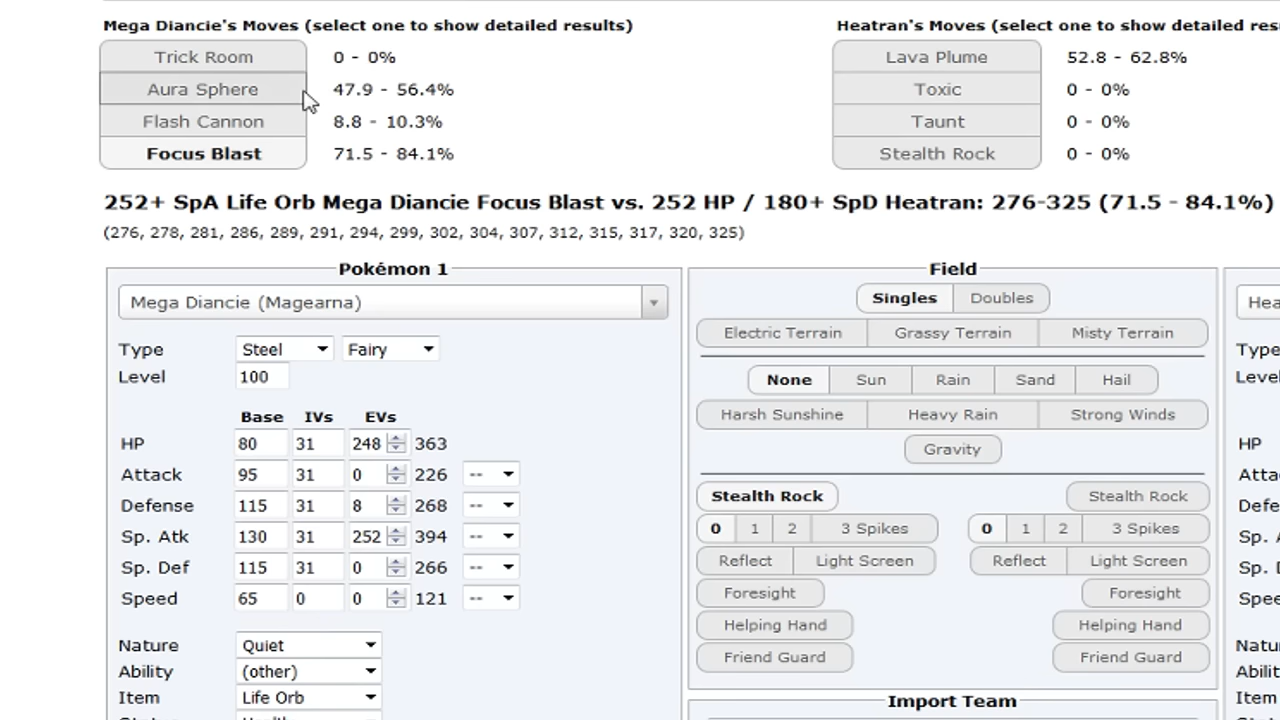 Mega Diancie's Moves (select one to show detailed results)
Trick Room 0 - 0%
Aura Sphere 47.9 - 56.4%
Flash Cannon 8.8 - 10.3%
Focus Blast 71.5 - 84.1%
Heatran's Moves (select one to show detailed res
Lava Plume 52.8 - 62.8%
Toxic 0 - 0%
Taunt 0 - 0%
Stealth Rock 0 - 0%
252+ SpA Life Orb Mega Diancie Focus Blast vs. 252 HP / 180+ SpD Heatran: 276-325 (71.5 - 84.1%)
(276, 278, 281, 286, 289, 291, 294, 299, 302, 304, 307, 312, 315, 317, 320, 325)
Pokémon 1
Mega Diancie (Magearna)
Type Steel Fairy
Level 100
Base IVs EVs
HP 80 31 248 363
Attack 95 31 0 226 --
Defense 115 31 8 268 --
Sp. Atk 130 31 252 394 --
Sp. Def 115 31 0 266 --
Speed 65 0 0 121 --
Nature Quiet
Ability (other)
Item Life Orb
Field
Singles Doubles
Electric Terrain Grassy Terrain Misty Terrain
None Sun Rain Sand Hail
Harsh Sunshine Heavy Rain Strong Winds
Gravity
Stealth Rock Stealth Rock
0 1 2 3 Spikes 0 1 2 3 Spikes
Reflect Light Screen Reflect Light Screen
Foresight Foresight
Helping Hand Helping Hand
Friend Guard Friend Guard
Import Team
Hea
Type
Level
HP
Atta
Defe
Sp. A
Sp. D
Spee
Natu
Abilit
Item